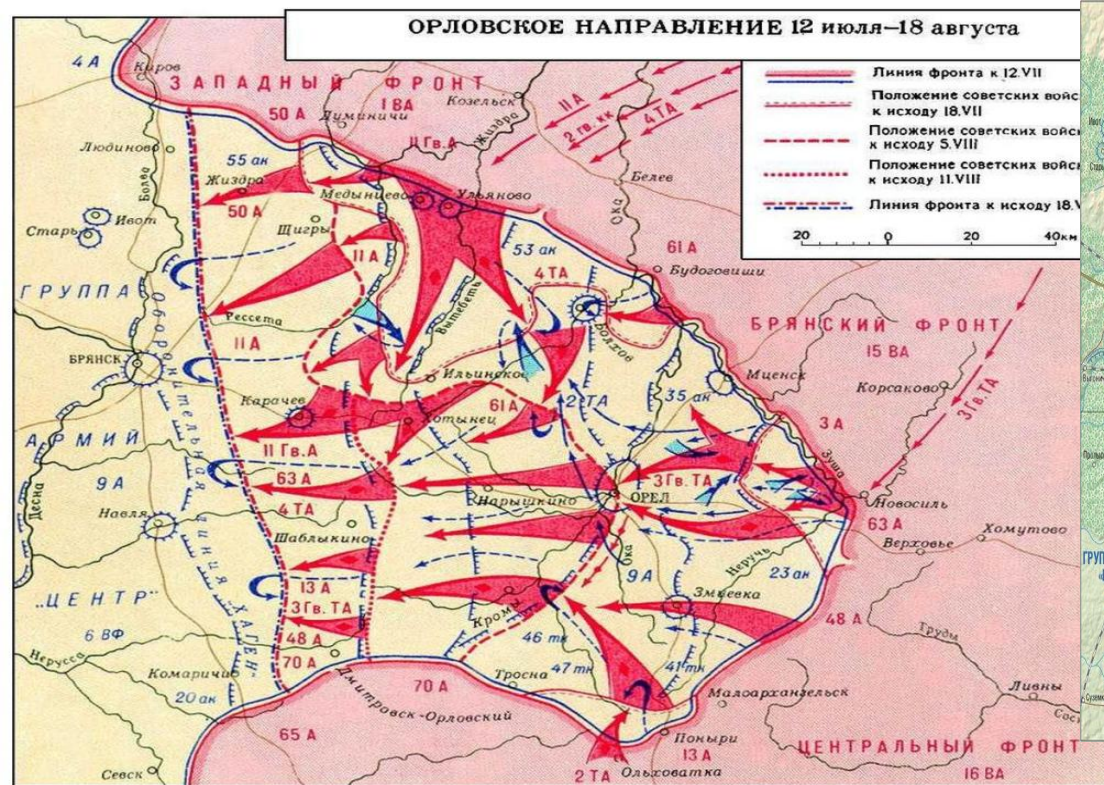 ОРЛОВСКОЕ НАПРАВЛЕНИЕ 12 июля–18 августа
Линия фронта к 12.VII
Положение советских войс
к исходу 18.VII
Положение советских войс
к исходу 5.VIII
Положение советских войс
к исходу 11.VIII
Линия фронта к исходу 18.V
20 0 20 40км
4 А
Киров
ЗАПАДНЫЙ ФРОНТ
50 А
1 ВА
Думиничи
Козельск
Жиздра
11 Гв.А
11 А
2 гв. хк
4 ТА
Белев
Ока
61 А
Людиново
Болва
55 ак
Жиздра
50 А
Медынцево
Ульяново
Ивот
Старь
Щигры
11 А
53 ак
4 ТА
Будоговищи
БРЯНСКИЙ ФРОНТ
15 ВА
Корсаково
3 Гв. ТА
ГРУППА
Рессета
Вытебеть
Болхов
11 А
Мценск
БРЯНСК
Ильинское
Карачев
Хотынец
61 А
2 ТА
35 ак
3 А
АРМИЙ
11 Гв. А
Зуша
63 А
3 Гв. ТА
Новосиль
9 А
Десна
4 ТА
Нарышкино
ОРЕЛ
63 А
Хомутово
Навля
Верховье
Шаблыкино
Ока
Неручь
9 А
23 ак
Оборонительная линия "ХАГЕН"
"ЦЕНТР"
13 А
3 Гв. ТА
Змиевка
48 А
6 ВФ
48 А
Кромы
46 тк
Труды
Нерусса
70 А
47 тк
41 тк
Комаричи
20 ак
Тросна
Малоархангельск
Ливны
Дмитровск-Орловский
70 А
Сос
65 А
Поныри
13 А
ЦЕНТРАЛЬНЫЙ ФРОНТ
Севск
2 ТА
Ольховатка
16 ВА